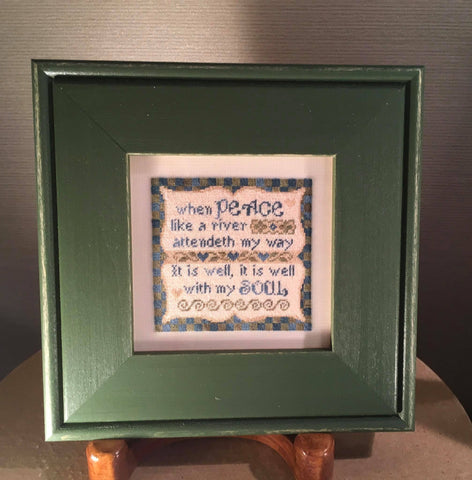 when PEACE
like a river
attendeth my way
It is well, it is well
with my SOUL